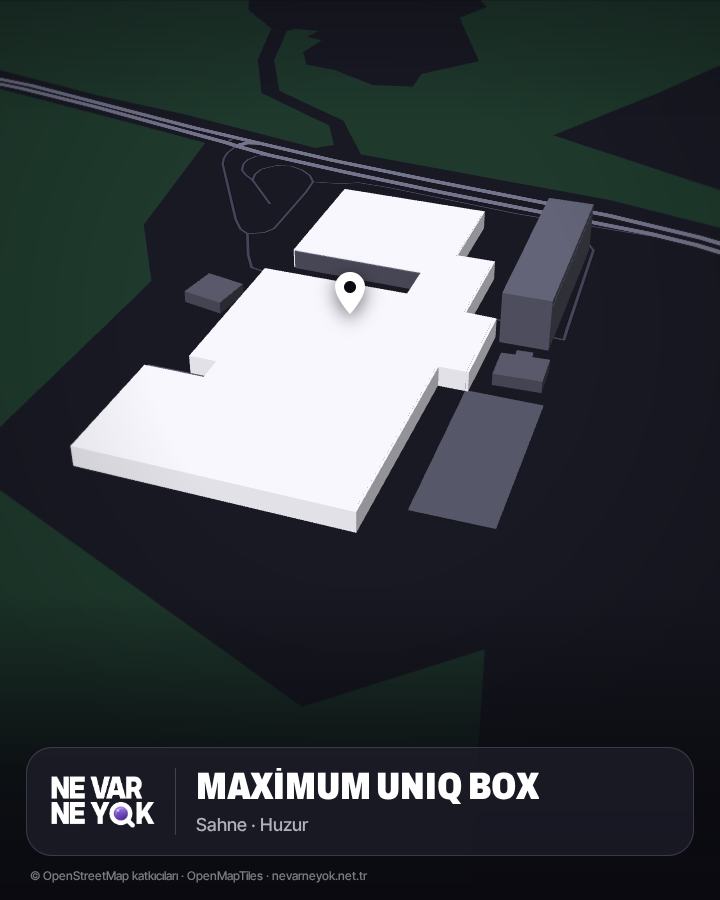 NE VAR
NE YOK
MAXİMUM UNIQ BOX
Sahne · Huzur
© OpenStreetMap katkıcıları · OpenMapTiles · nevarneyok.net.tr